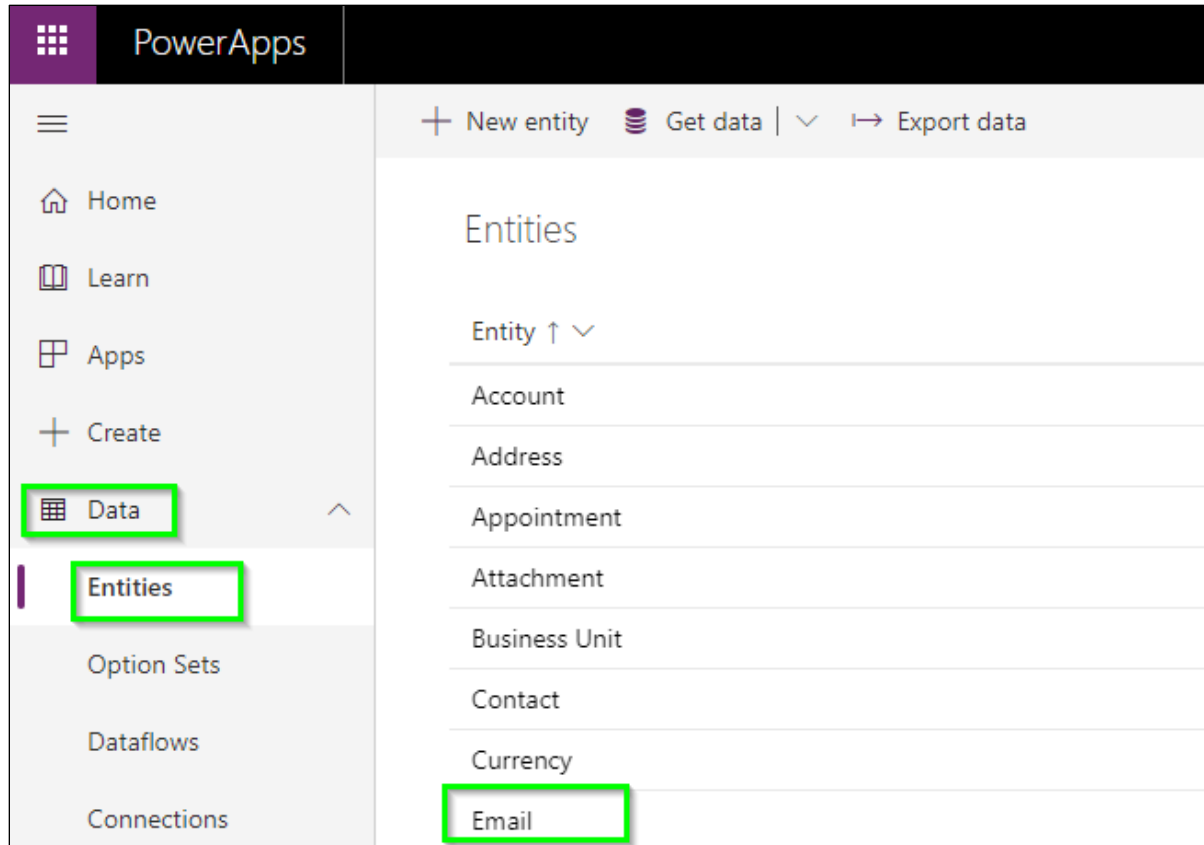 PowerApps
New entity Get data Export data
Home
Learn
Apps
Create
Data
Entities
Option Sets
Dataflows
Connections
Entities
Entity
Account
Address
Appointment
Attachment
Business Unit
Contact
Currency
Email